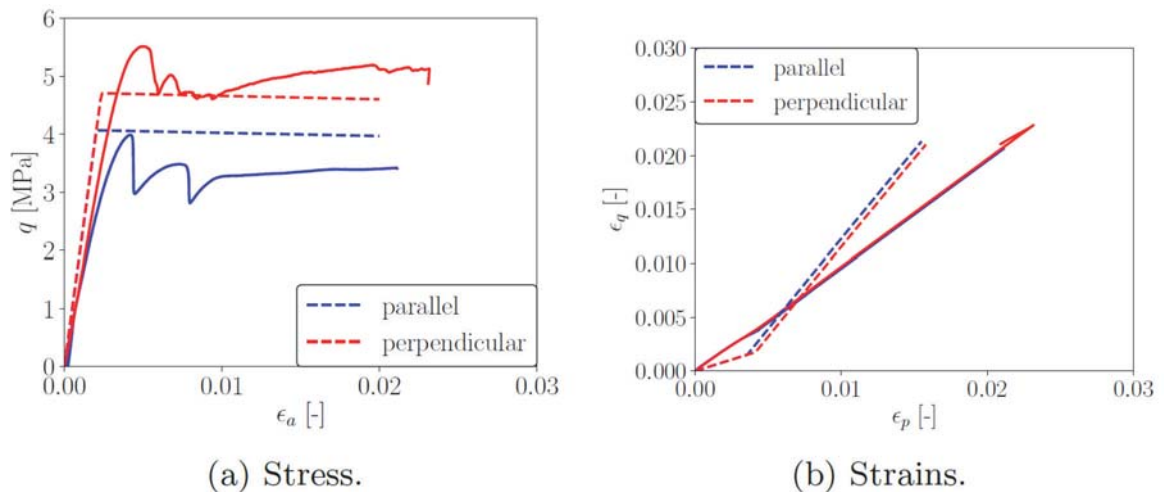 6
5
4
3
2
1
0
q [MPa]
0.00
0.01
0.02
0.03
ϵₐ [-]
parallel
perpendicular
(a) Stress.
0.030
0.025
0.020
0.015
0.010
0.005
0.000
ϵ_q [-]
0.00
0.01
0.02
0.03
ϵₚ [-]
parallel
perpendicular
(b) Strains.